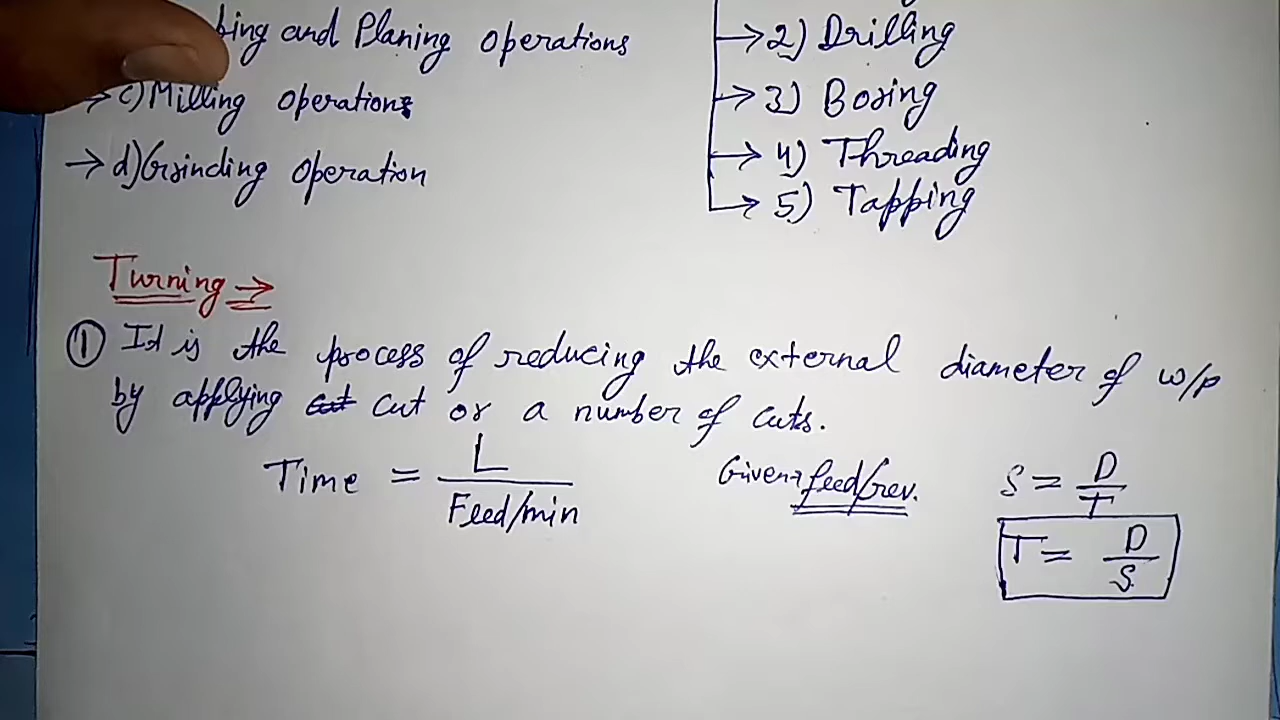 and Planing Operations
→ c) Milling Operations
→ d) Grinding Operation
→ 2) Drilling
→ 3) Boring
→ 4) Threading
→ 5) Tapping
Turning →
① It is the process of reducing the external diameter of w/p
by applying cut cut or a number of cuts.
Time = L / Feed/min
Given → feed/rev.
S = D / T
T = D / S